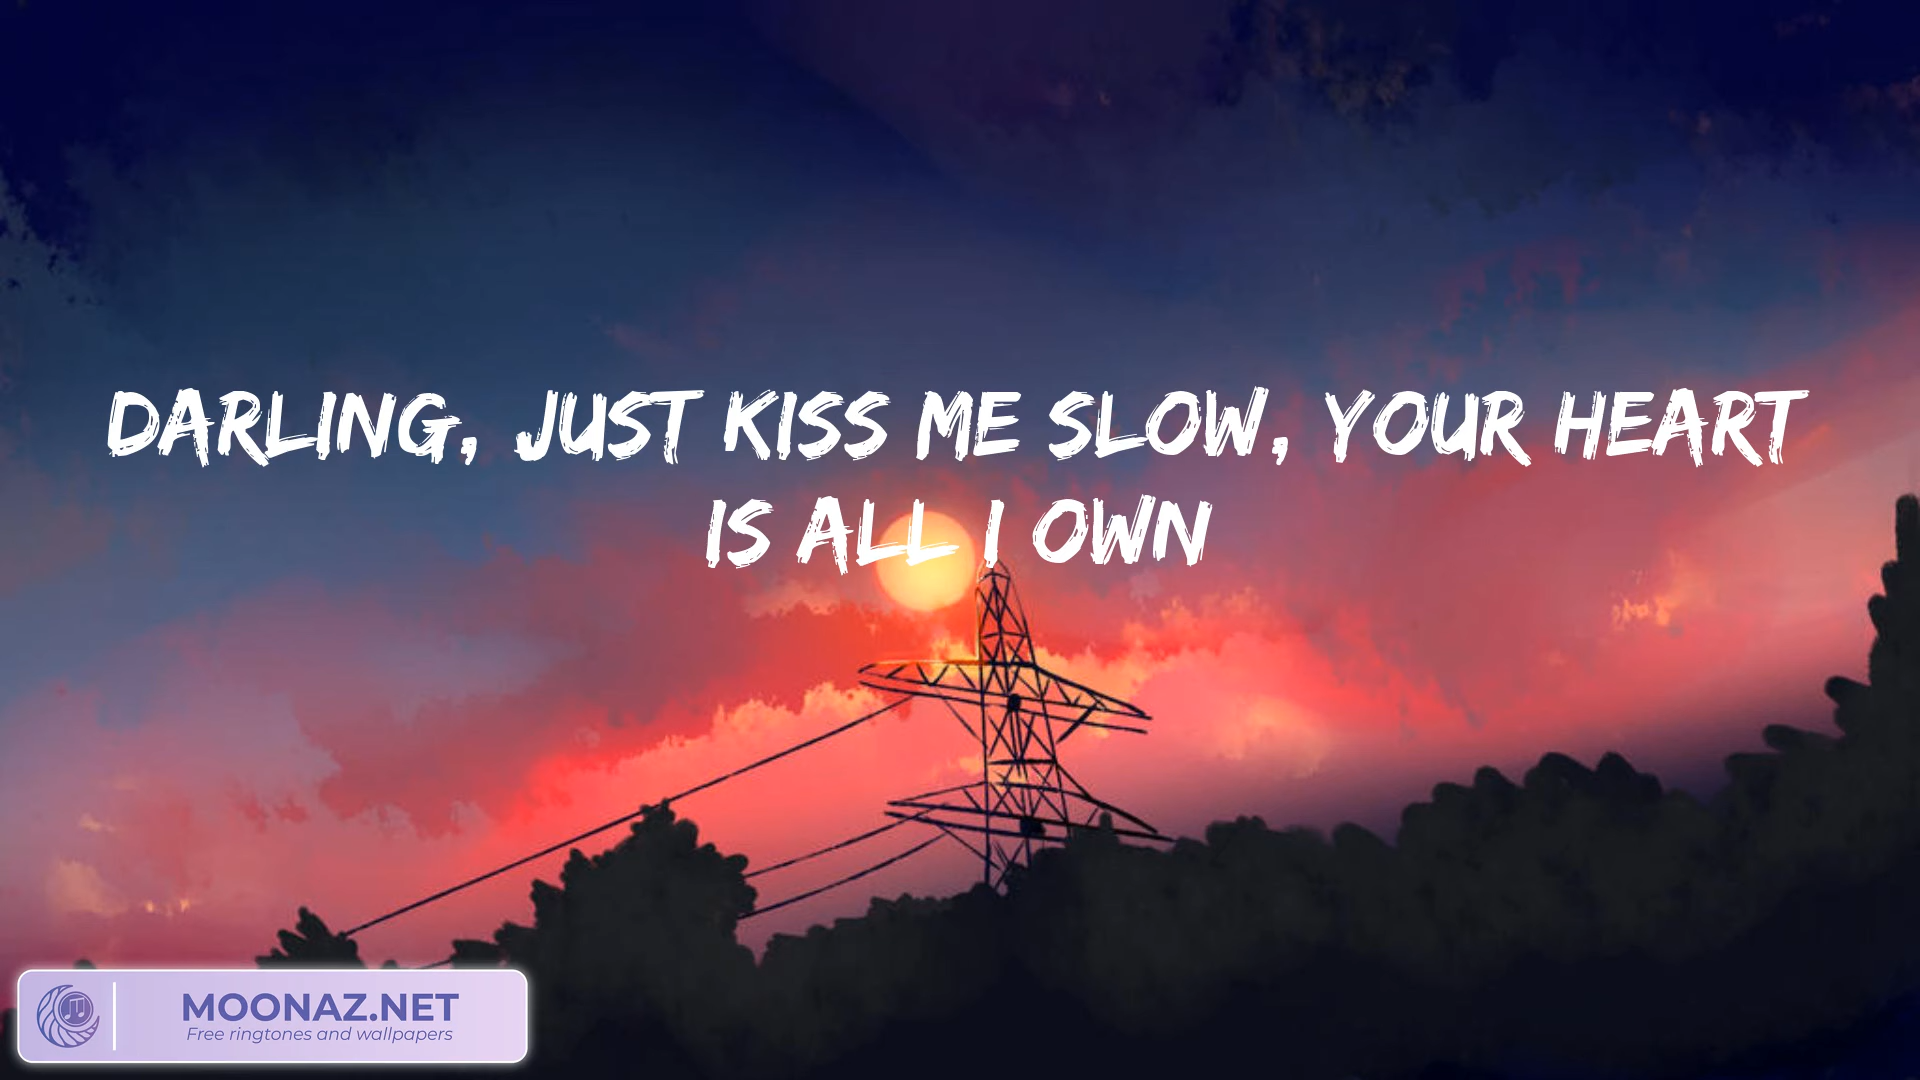 DARLING, JUST KISS ME SLOW, YOUR HEART
IS ALL I OWN
MOONAZ.NET
Free ringtones and wallpapers